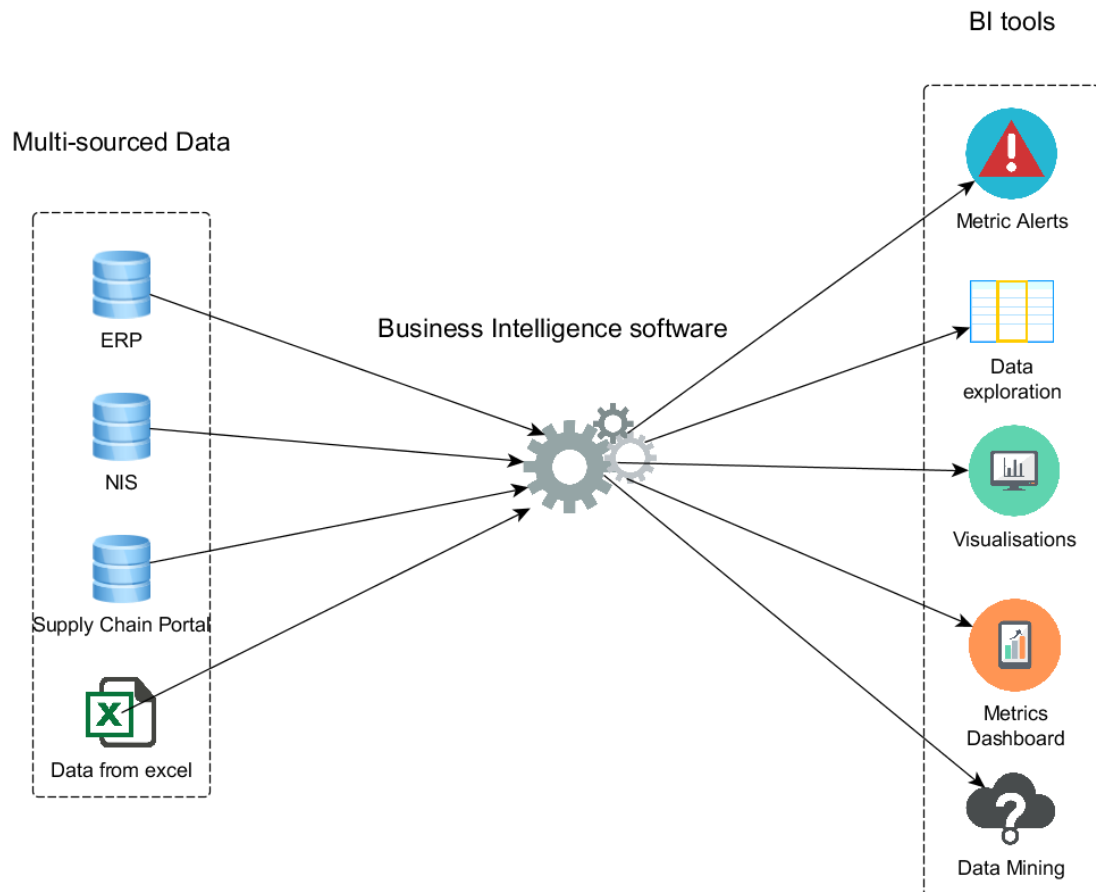 BI tools
Multi-sourced Data
Metric Alerts
ERP
Business Intelligence software
Data
exploration
NIS
Visualisations
Supply Chain Portal
X
Metrics
Dashboard
Data from excel
Data Mining